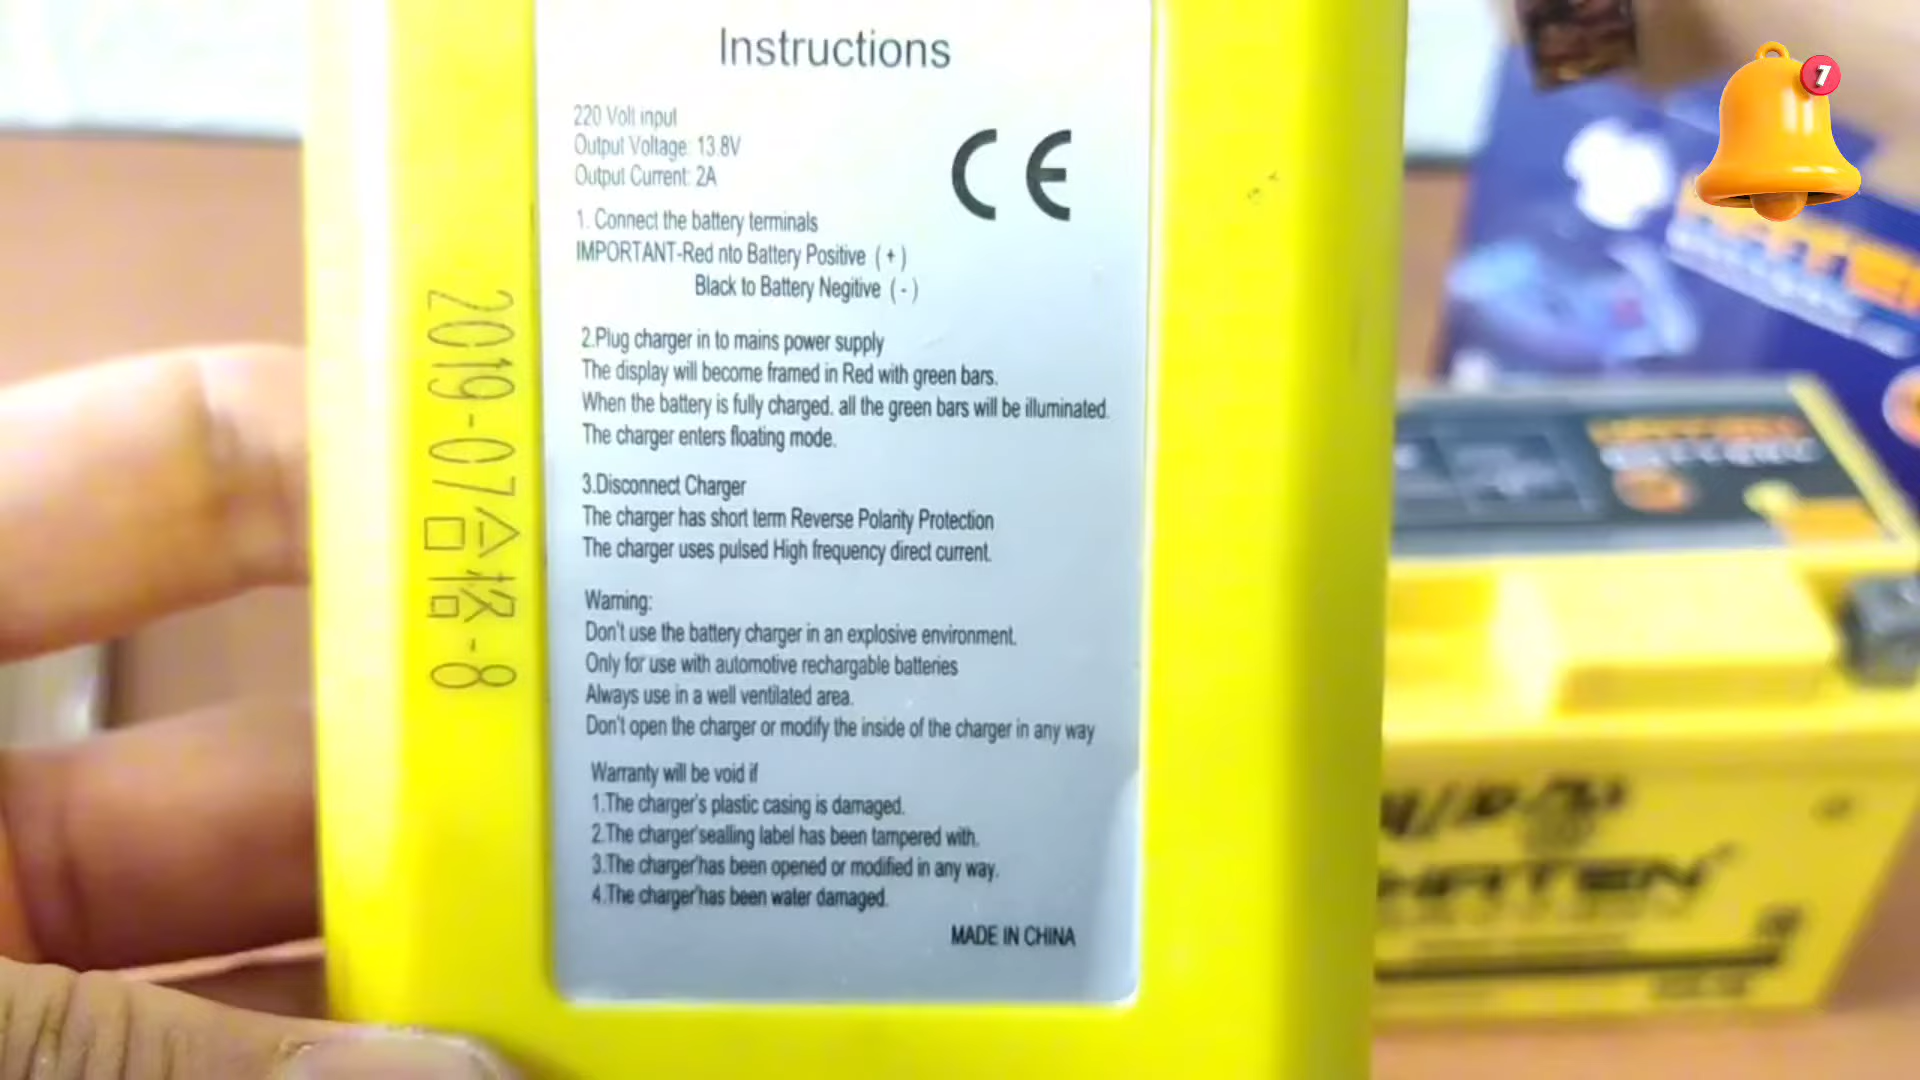 Instructions
220 Volt input
Output Voltage: 13.8V
Output Current: 2A
CE
1. Connect the battery terminals
IMPORTANT-Red nto Battery Positive ( + )
Black to Battery Negitive ( - )
2.Plug charger in to mains power supply
The display will become framed in Red with green bars.
When the battery is fully charged. all the green bars will be illuminated.
The charger enters floating mode.
3.Disconnect Charger
The charger has short term Reverse Polarity Protection
The charger uses pulsed High frequency direct current.
Warning:
Don't use the battery charger in an explosive environment.
Only for use with automotive rechargable batteries
Always use in a well ventilated area.
Don't open the charger or modify the inside of the charger in any way
Warranty will be void if
1.The charger's plastic casing is damaged.
2.The charger'sealling label has been tampered with.
3.The charger'has been opened or modified in any way.
4.The charger'has been water damaged.
MADE IN CHINA
2019-07合格-8
1